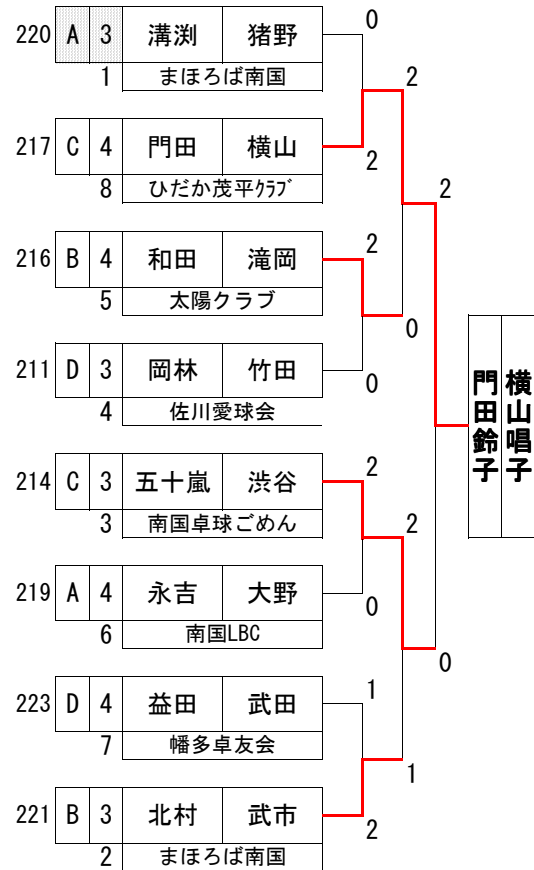 220 A 3 溝渕 猪野
1 まほろば南国
0
2
217 C 4 門田 横山
8 ひだか茂平ｸﾗﾌﾞ
2
2
216 B 4 和田 滝岡
5 太陽クラブ
2
0
211 D 3 岡林 竹田
4 佐川愛球会
0
門田鈴子
横山唱子
214 C 3 五十嵐 渋谷
3 南国卓球ごめん
2
2
219 A 4 永吉 大野
6 南国LBC
0
0
223 D 4 益田 武田
7 幡多卓友会
1
1
221 B 3 北村 武市
2 まほろば南国
2